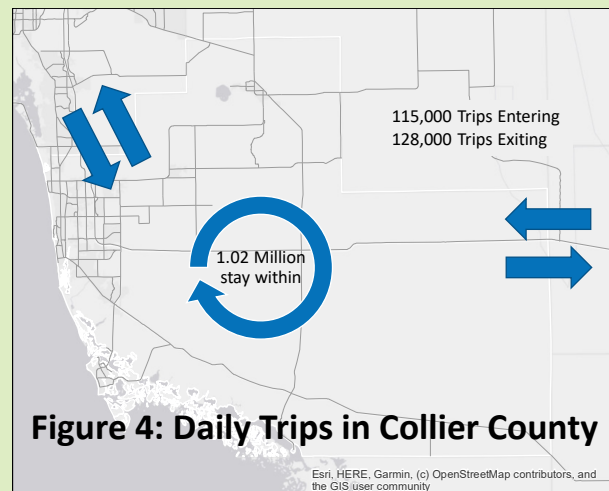 115,000 Trips Entering
128,000 Trips Exiting
1.02 Million
stay within
Figure 4: Daily Trips in Collier County
Esri, HERE, Garmin, (c) OpenStreetMap contributors, and
the GIS user community